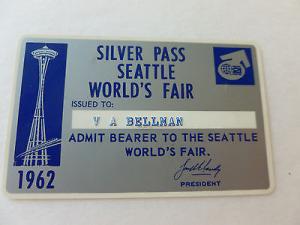 SILVER PASS
SEATTLE
WORLD'S FAIR
ISSUED TO:
V A BELLMAN
ADMIT BEARER TO THE SEATTLE
WORLD'S FAIR.
1962
PRESIDENT